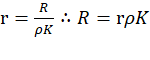 r = R/ρK ∴ R = rρK